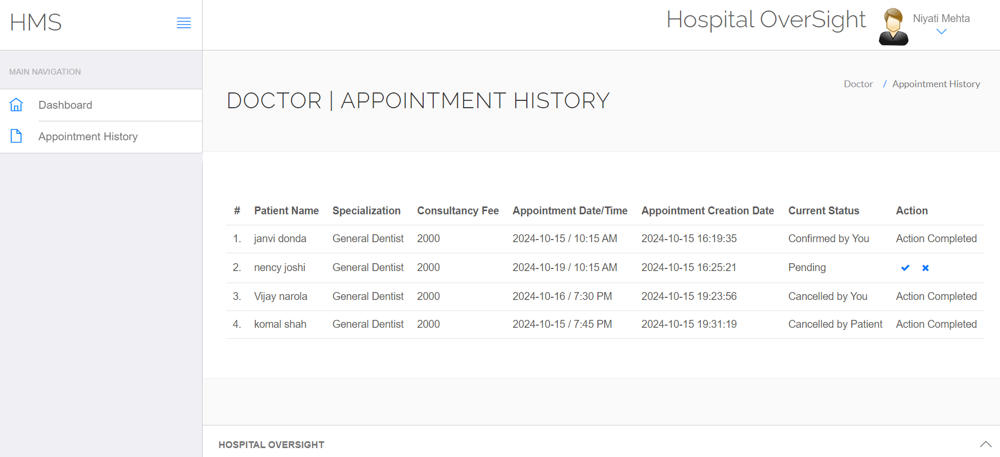 HMS
Hospital OverSight
Niyati Mehta
MAIN NAVIGATION
Dashboard
Appointment History
Doctor / Appointment History
DOCTOR | APPOINTMENT HISTORY
# Patient Name Specialization Consultancy Fee Appointment Date/Time Appointment Creation Date Current Status Action
1. janvi donda General Dentist 2000 2024-10-15 / 10:15 AM 2024-10-15 16:19:35 Confirmed by You Action Completed
2. nency joshi General Dentist 2000 2024-10-19 / 10:15 AM 2024-10-15 16:25:21 Pending
3. Vijay narola General Dentist 2000 2024-10-16 / 7:30 PM 2024-10-15 19:23:56 Cancelled by You Action Completed
4. komal shah General Dentist 2000 2024-10-15 / 7:45 PM 2024-10-15 19:31:19 Cancelled by Patient Action Completed
HOSPITAL OVERSIGHT